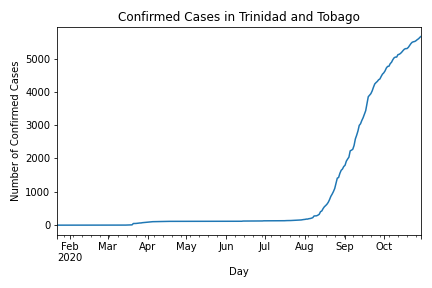 Confirmed Cases in Trinidad and Tobago
Number of Confirmed Cases
5000
4000
3000
2000
1000
0
Feb Mar Apr May Jun Jul Aug Sep Oct
2020
Day